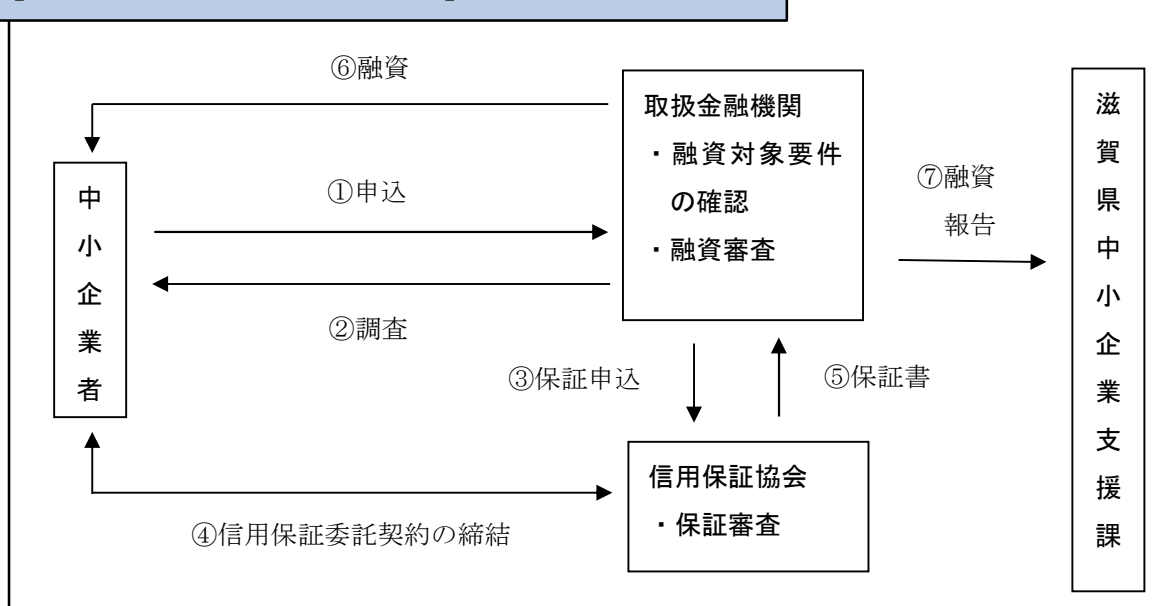 ⑥融資
取扱金融機関
・融資対象要件
の確認
・融資審査
中小企業者
①申込
②調査
⑦融資
報告
滋賀県中小企業支援課
③保証申込
⑤保証書
信用保証協会
・保証審査
④信用保証委託契約の締結